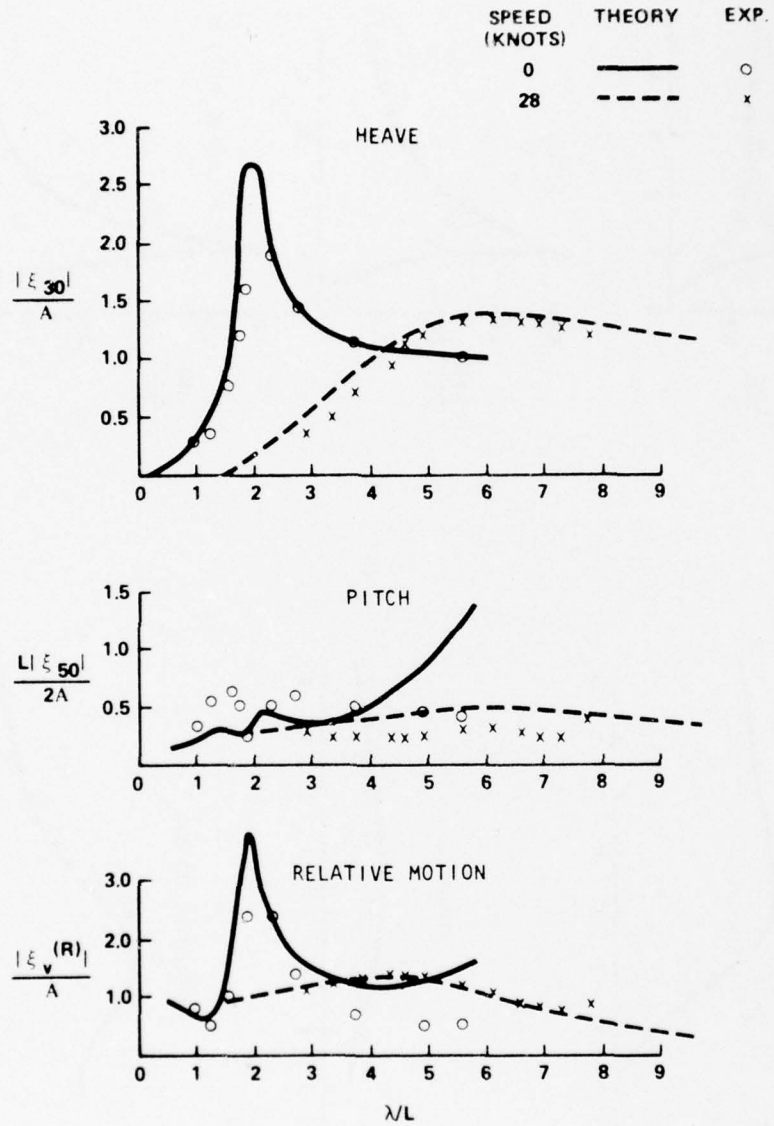 SPEED (KNOTS) THEORY EXP.
0 o
28 x
HEAVE
|ξ30|/A
3.0
2.5
2.0
1.5
1.0
0.5
0 1 2 3 4 5 6 7 8 9
PITCH
L|ξ50|/2A
1.5
1.0
0.5
0 1 2 3 4 5 6 7 8 9
RELATIVE MOTION
|ξv(R)|/A
3.0
2.0
1.0
0 1 2 3 4 5 6 7 8 9
λ/L